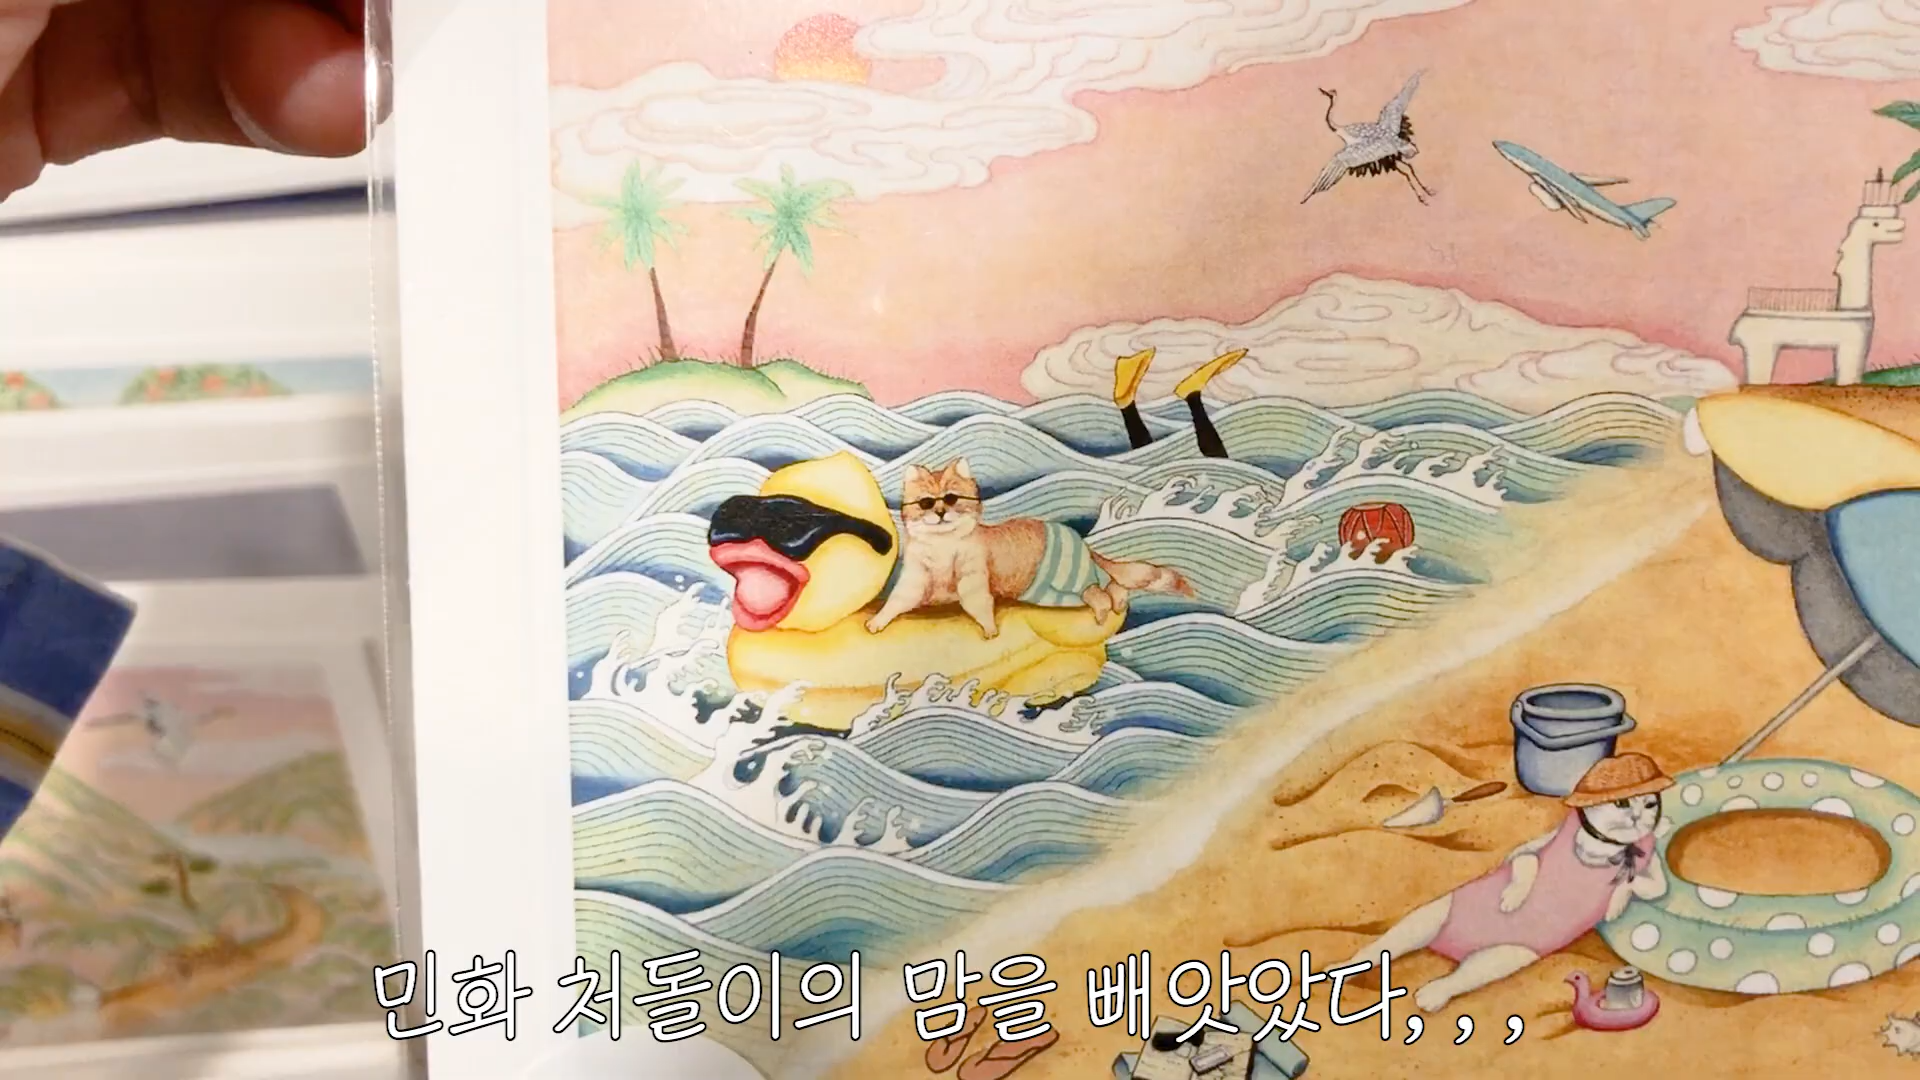 민화 처돌이의 맘을 빼앗았다, , ,